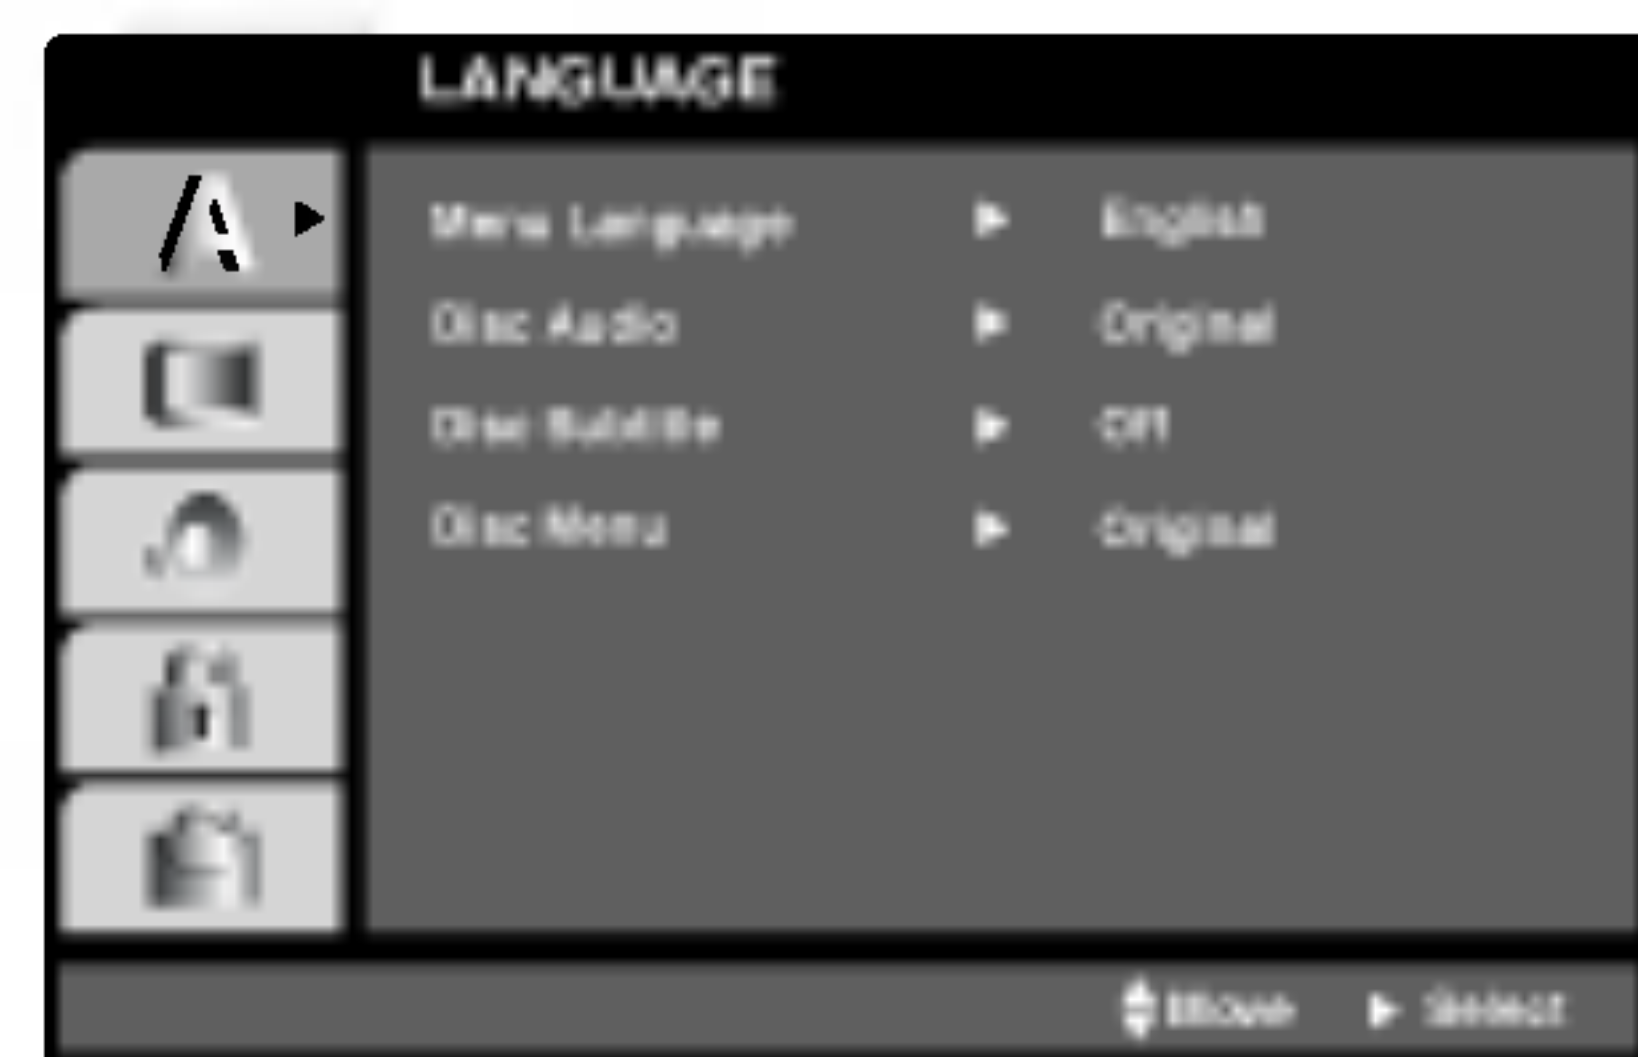 LANGUAGE
Menu Language ▶ English
Disc Audio ▶ Original
Disc Subtitle ▶ Off
Disc Menu ▶ Original
Move ▶ Select